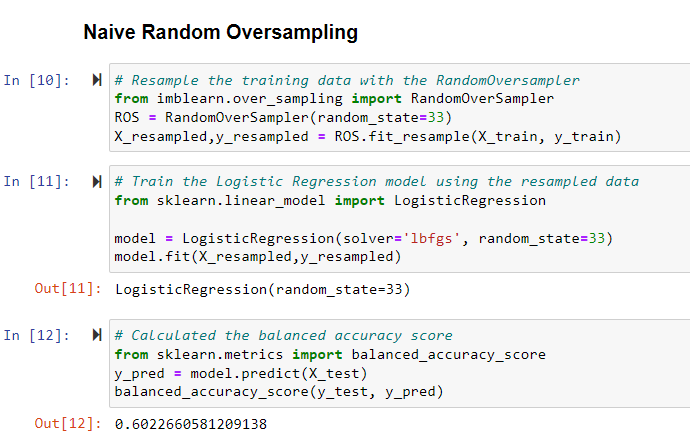 Naive Random Oversampling
In [10]:
# Resample the training data with the RandomOversampler
from imblearn.over_sampling import RandomOverSampler
ROS = RandomOverSampler(random_state=33)
X_resampled,y_resampled = ROS.fit_resample(X_train, y_train)
In [11]:
# Train the Logistic Regression model using the resampled data
from sklearn.linear_model import LogisticRegression
model = LogisticRegression(solver='lbfgs', random_state=33)
model.fit(X_resampled,y_resampled)
Out[11]: LogisticRegression(random_state=33)
In [12]:
# Calculated the balanced accuracy score
from sklearn.metrics import balanced_accuracy_score
y_pred = model.predict(X_test)
balanced_accuracy_score(y_test, y_pred)
Out[12]: 0.6022660581209138